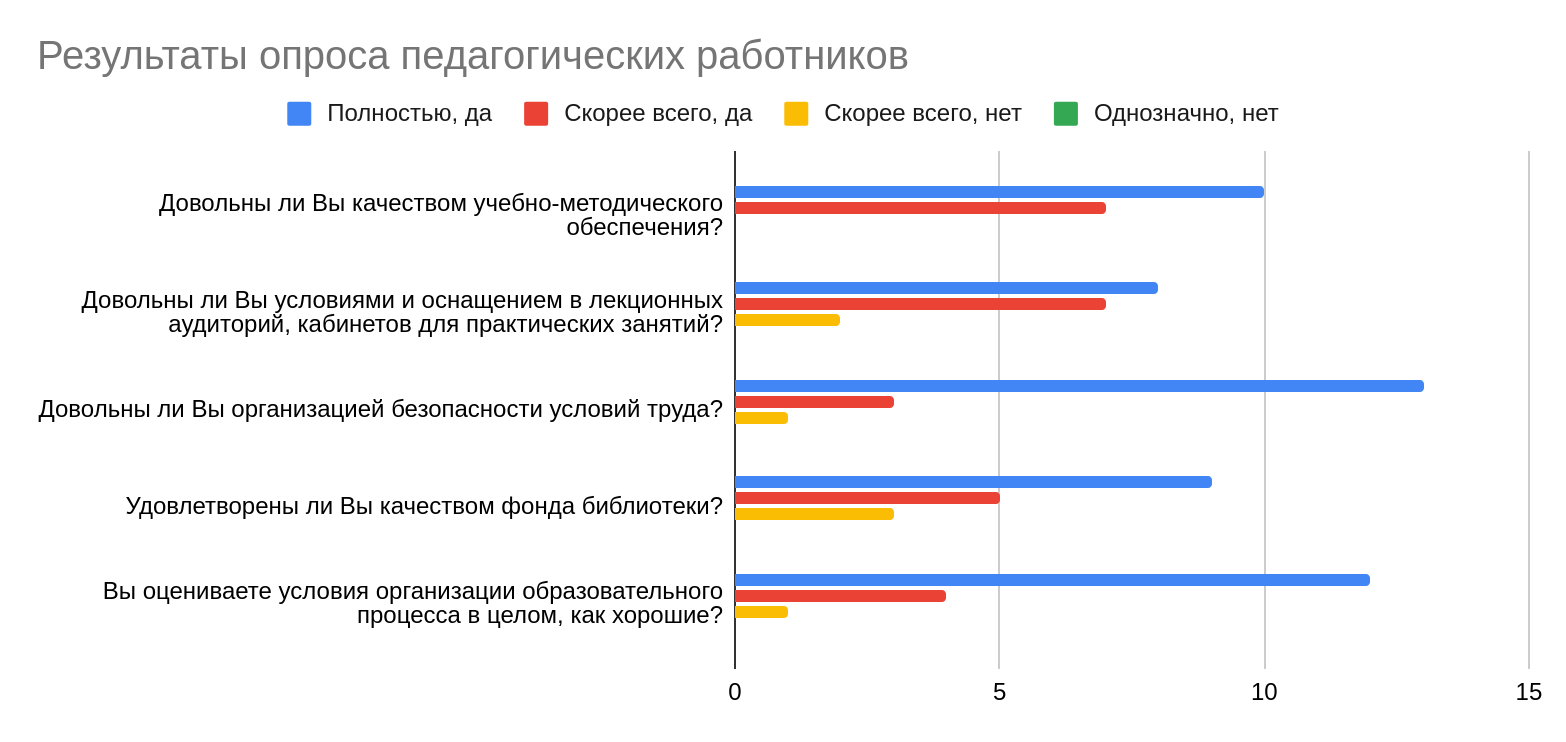 Результаты опроса педагогических работников
Полностью, да
Скорее всего, да
Скорее всего, нет
Однозначно, нет
Довольны ли Вы качеством учебно-методического
обеспечения?
Довольны ли Вы условиями и оснащением в лекционных
аудиторий, кабинетов для практических занятий?
Довольны ли Вы организацией безопасности условий труда?
Удовлетворены ли Вы качеством фонда библиотеки?
Вы оцениваете условия организации образовательного
процесса в целом, как хорошие?
0
5
10
15